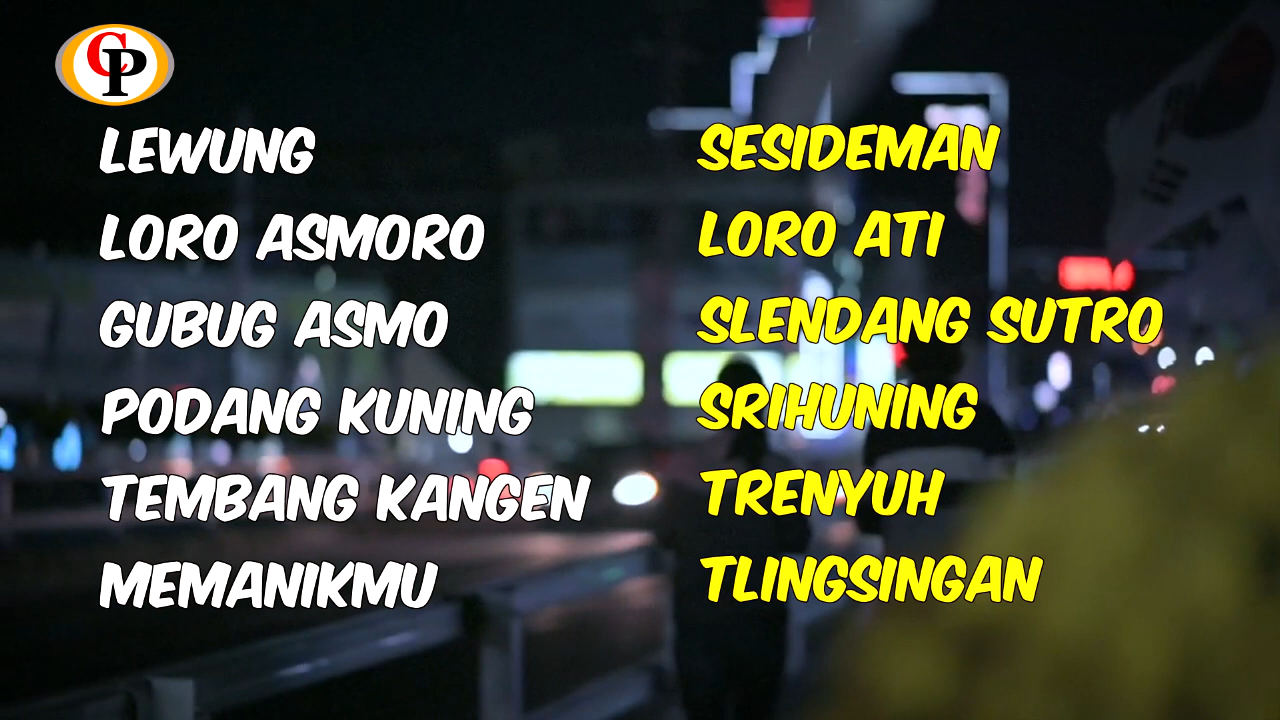 CP
LEWUNG
LORO ASMORO
GUBUG ASMO
PODANG KUNING
TEMBANG KANGEN
MEMANIKMU
SESIDEMAN
LORO ATI
SLENDANG SUTRO
SRIHUNING
TRENYUH
TLINGSINGAN